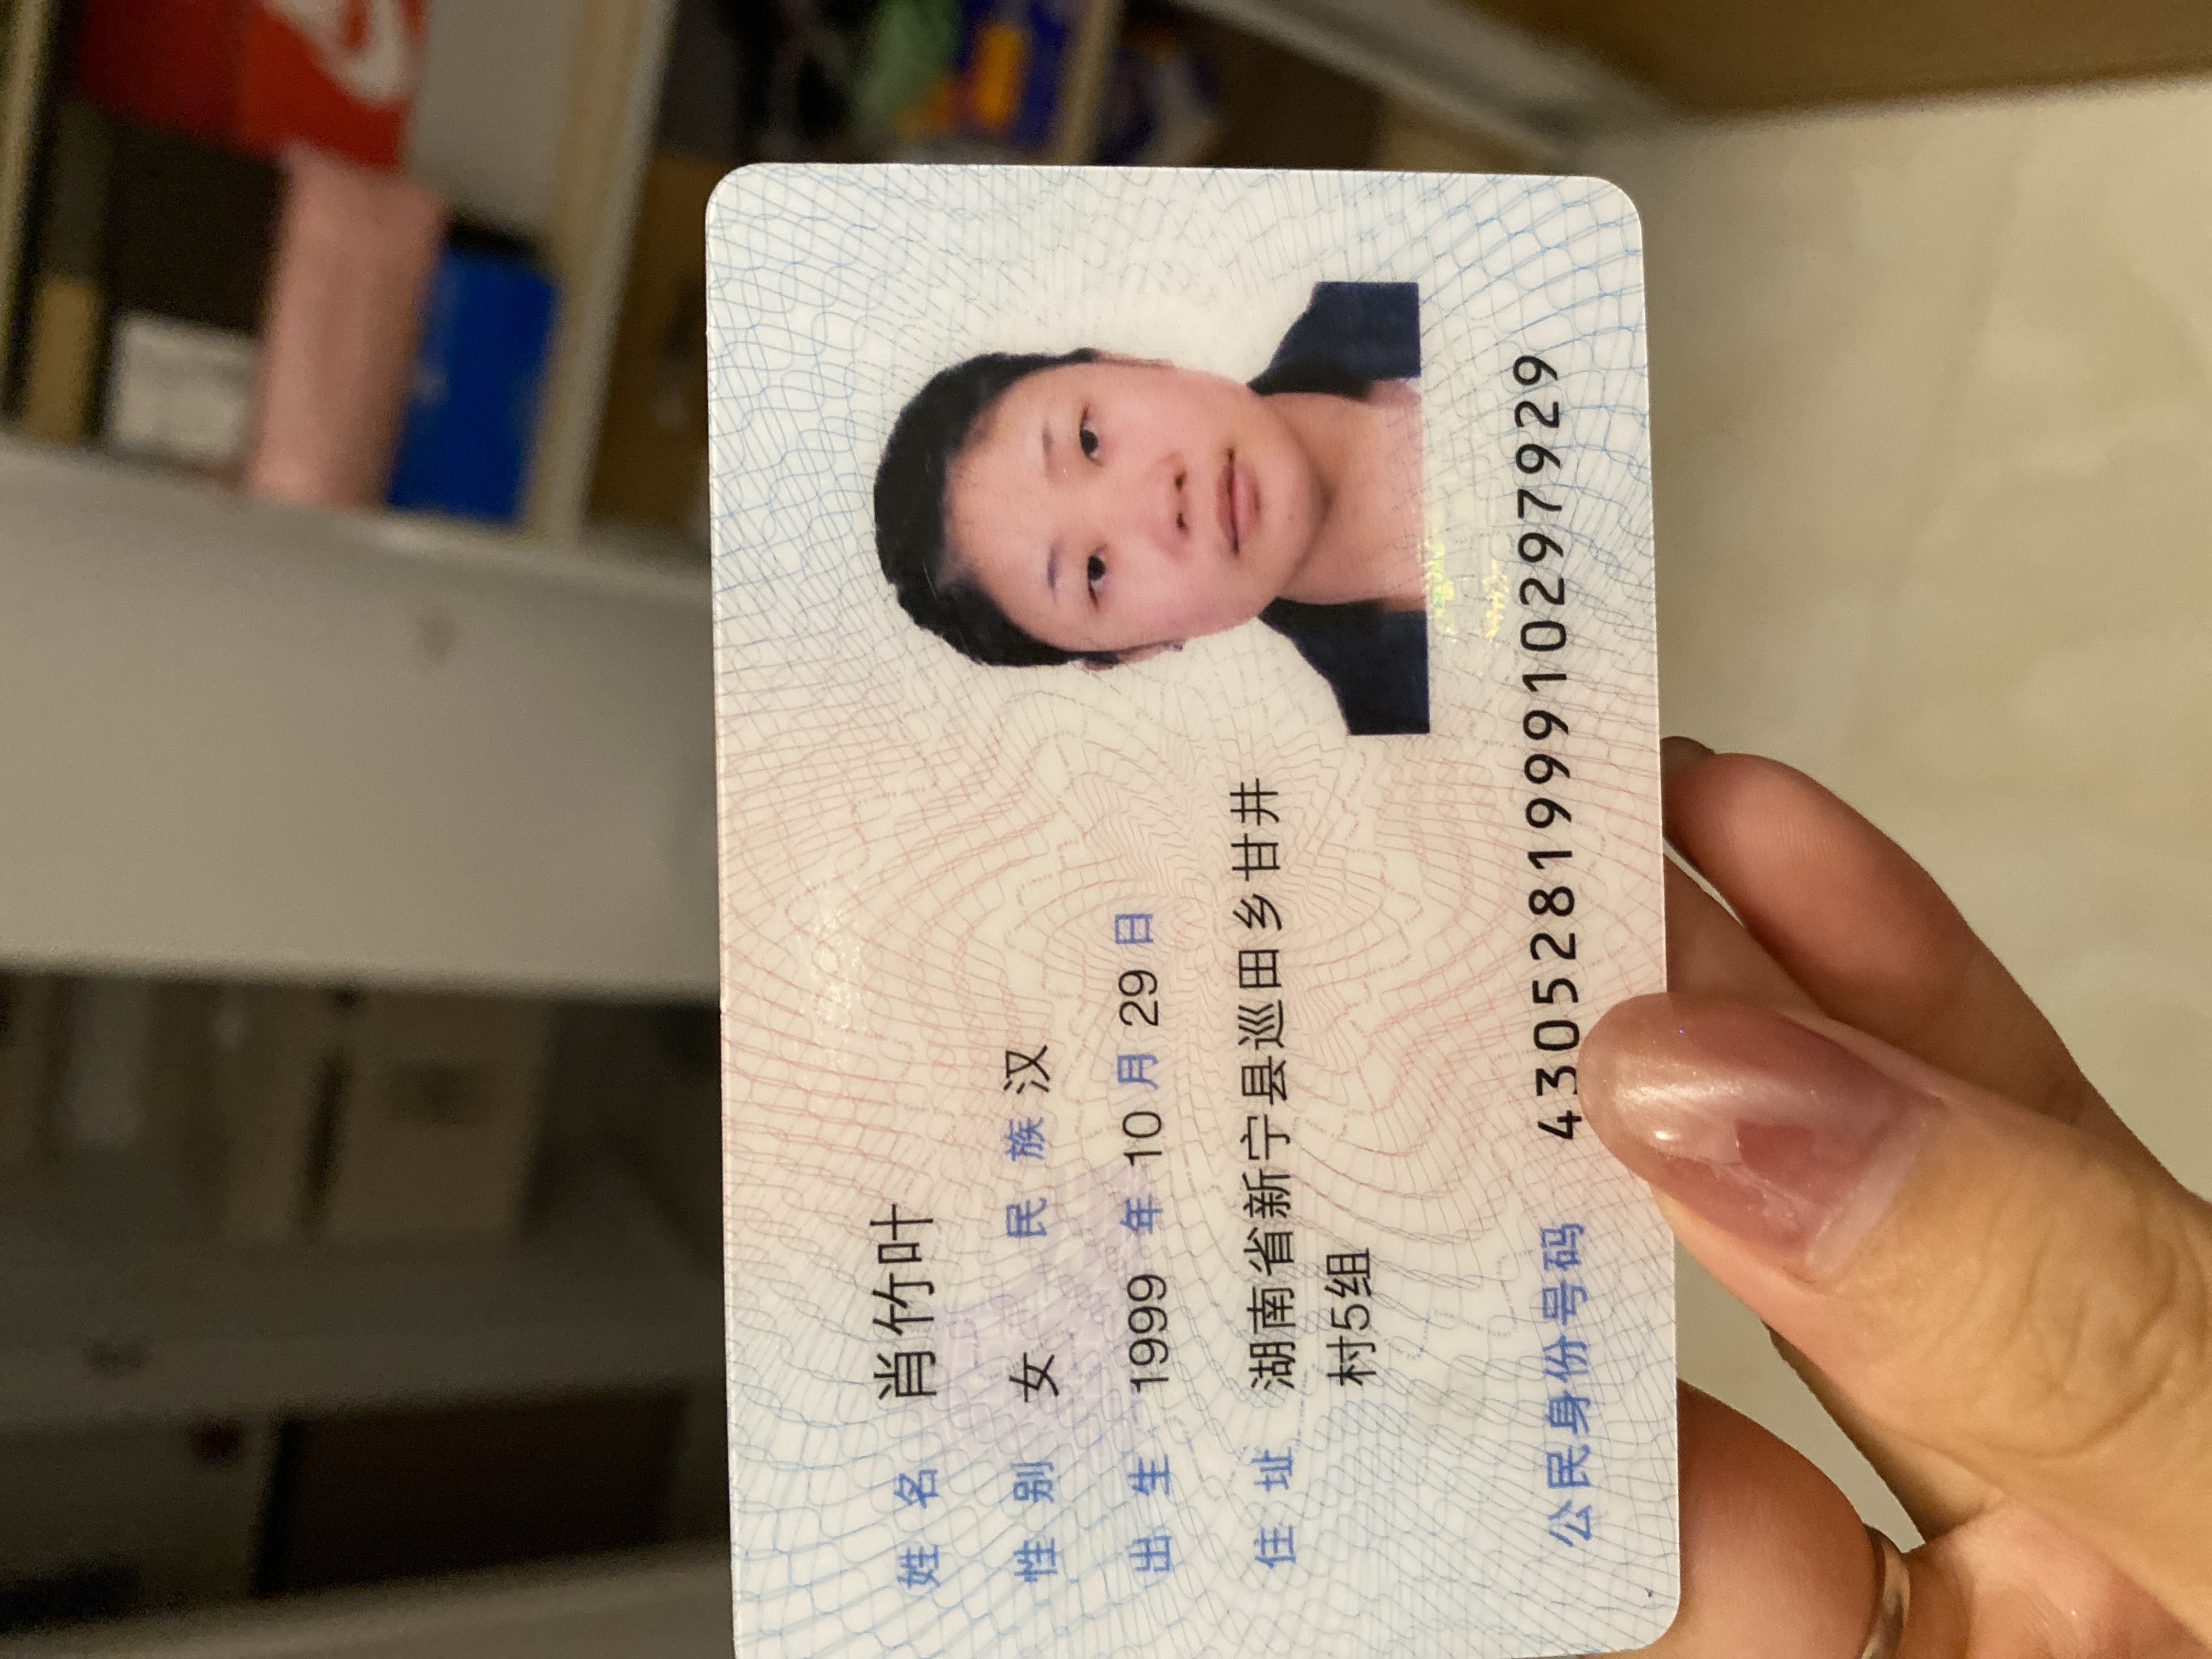 姓名 肖竹叶
性别 女 民族 汉
出生 1999 年 10 月 29 日
住址 湖南省新宁县巡田乡甘井
村5组
公民身份号码 430528199910297929